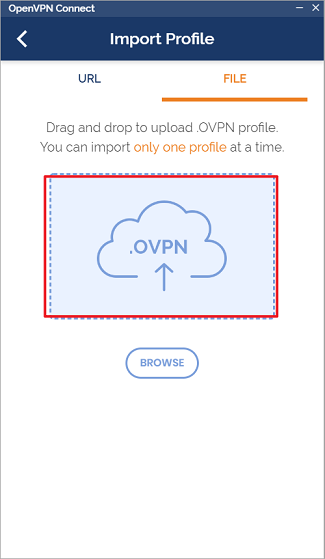 OpenVPN Connect
Import Profile
URL FILE
Drag and drop to upload .OVPN profile.
You can import only one profile at a time.
.OVPN
BROWSE